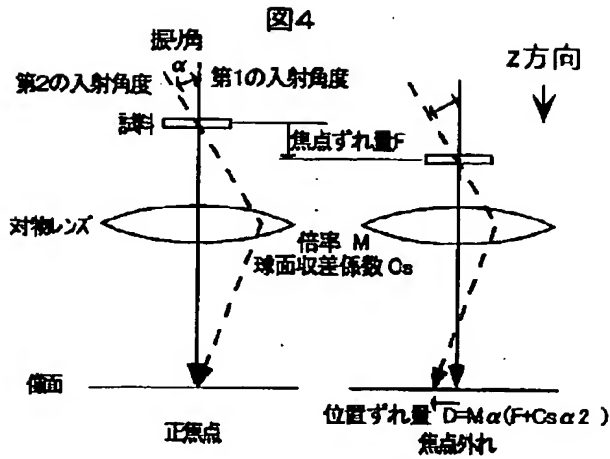 図4
振り角
α
第2の入射角度
第1の入射角度
z方向
試料
焦点ずれ量F
対物レンズ
倍率 M
球面収差係数 Cs
像面
位置ずれ量 D=Mα(F+Csα2)
正焦点
焦点外れ